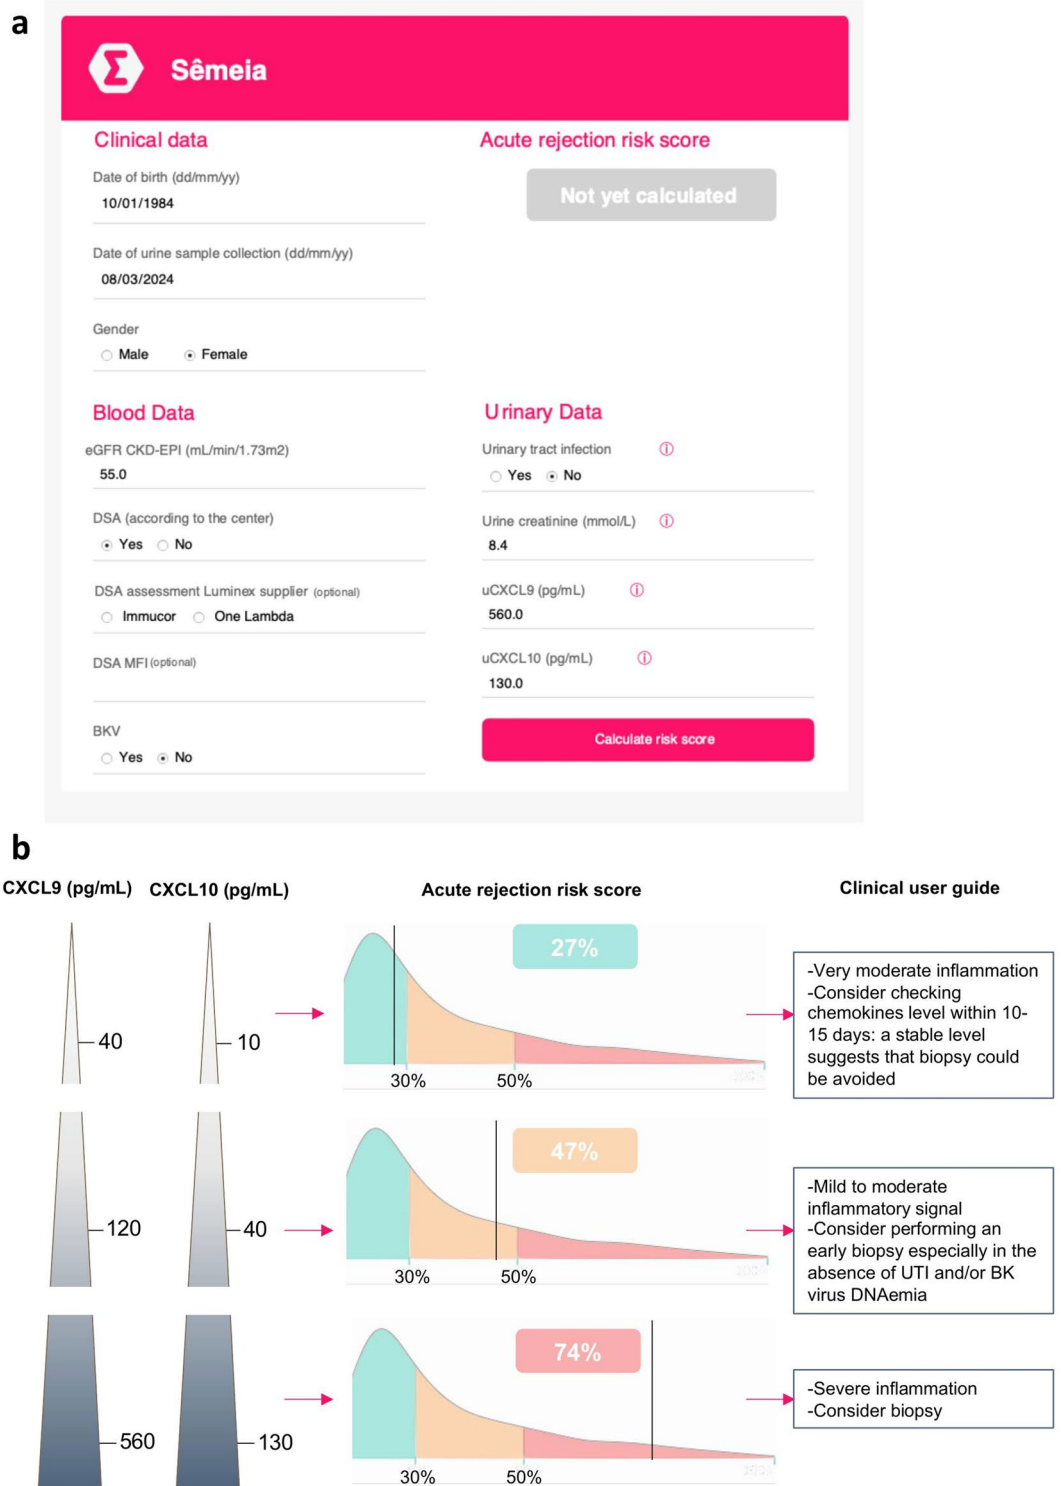 a
Sêmeia
Clinical data
Date of birth (dd/mm/yy)
10/01/1984
Date of urine sample collection (dd/mm/yy)
08/03/2024
Gender
Male Female
Acute rejection risk score
Not yet calculated
Blood Data
eGFR CKD-EPI (mL/min/1.73m2)
55.0
DSA (according to the center)
Yes No
DSA assessment Luminex supplier (optional)
Immucor One Lambda
DSA MFI (optional)
BKV
Yes No
Urinary Data
Urinary tract infection
Yes No
Urine creatinine (mmol/L)
8.4
uCXCL9 (pg/mL)
560.0
uCXCL10 (pg/mL)
130.0
Calculate risk score
b
CXCL9 (pg/mL) CXCL10 (pg/mL) Acute rejection risk score Clinical user guide
40 10
27%
30% 50%
-Very moderate inflammation
-Consider checking
chemokines level within 10-
15 days: a stable level
suggests that biopsy could
be avoided
120 40
47%
30% 50%
-Mild to moderate
inflammatory signal
-Consider performing an
early biopsy especially in the
absence of UTI and/or BK
virus DNAemia
560 130
74%
30% 50%
-Severe inflammation
-Consider biopsy